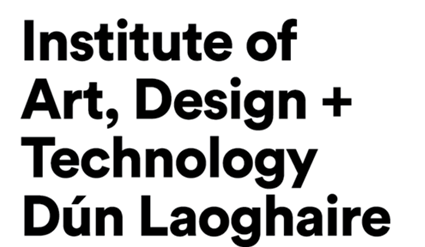 Institute of
Art, Design +
Technology
Dún Laoghaire